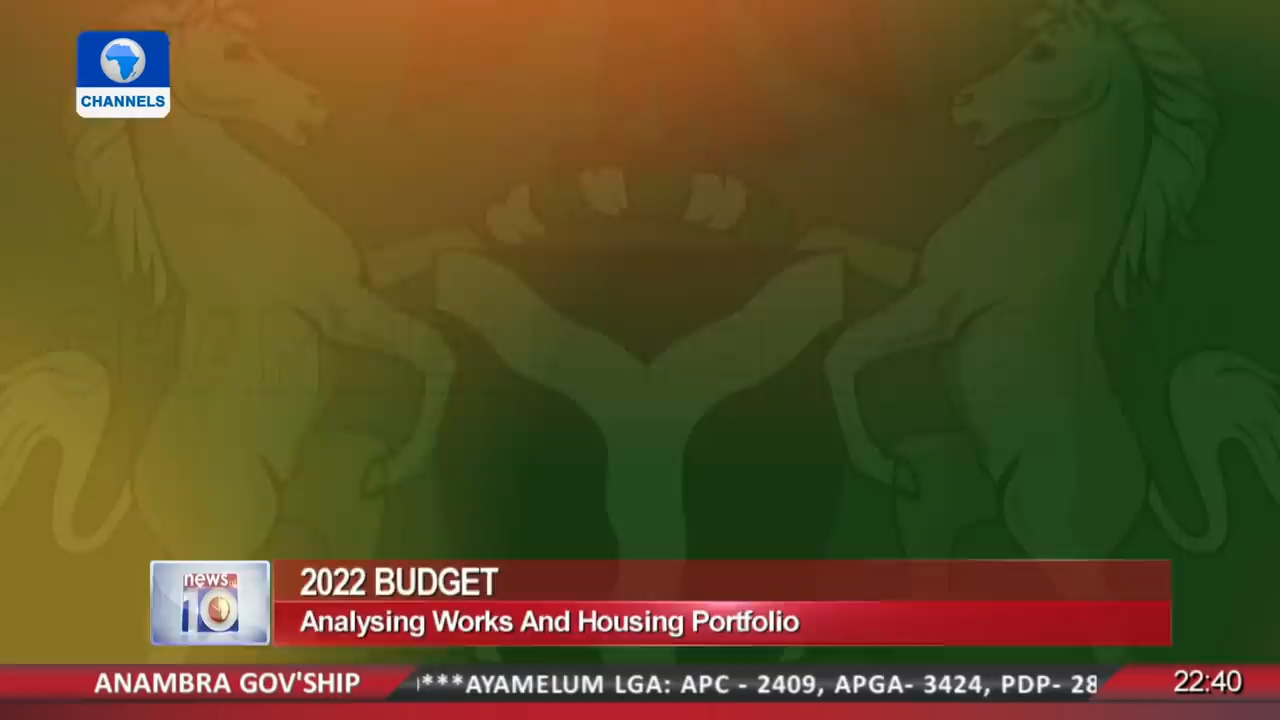 CHANNELS
news
10
2022 BUDGET
Analysing Works And Housing Portfolio
ANAMBRA GOV'SHIP
***AYAMELUM LGA: APC - 2409, APGA- 3424, PDP- 28
22:40